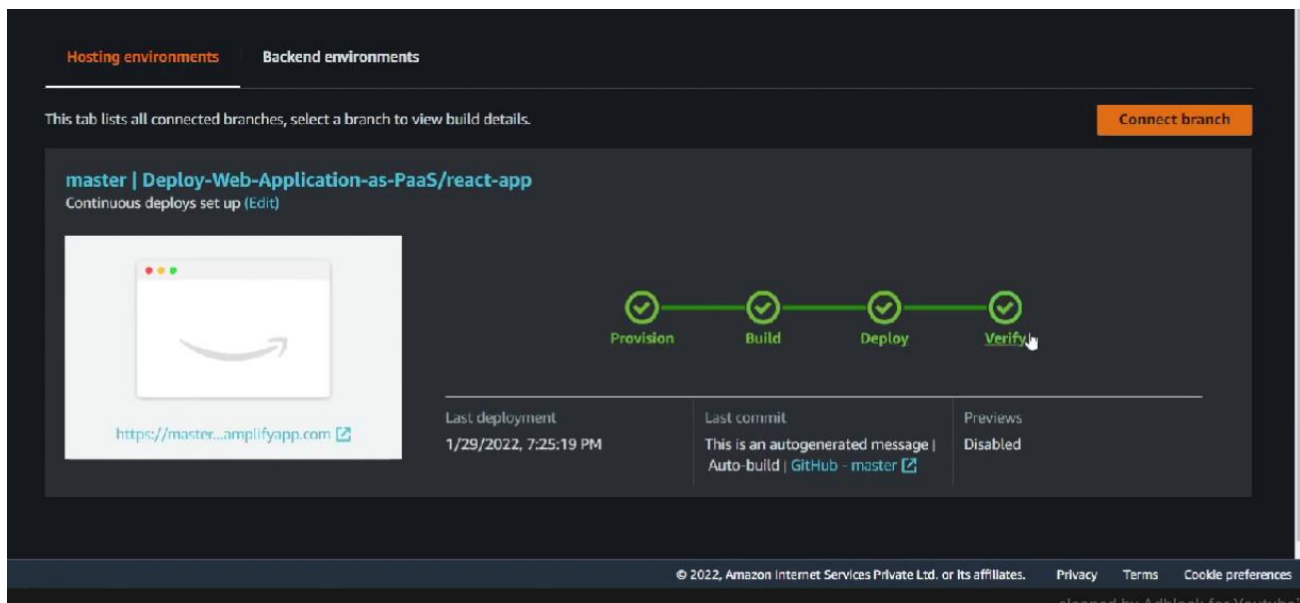 Hosting environments
Backend environments
This tab lists all connected branches, select a branch to view build details.
Connect branch
master | Deploy-Web-Application-as-PaaS/react-app
Continuous deploys set up (Edit)
Provision
Build
Deploy
Verify
https://master...amplifyapp.com
Last deployment
1/29/2022, 7:25:19 PM
Last commit
This is an autogenerated message |
Auto-build | GitHub - master
Previews
Disabled
© 2022, Amazon Internet Services Private Ltd. or its affiliates.
Privacy
Terms
Cookie preferences